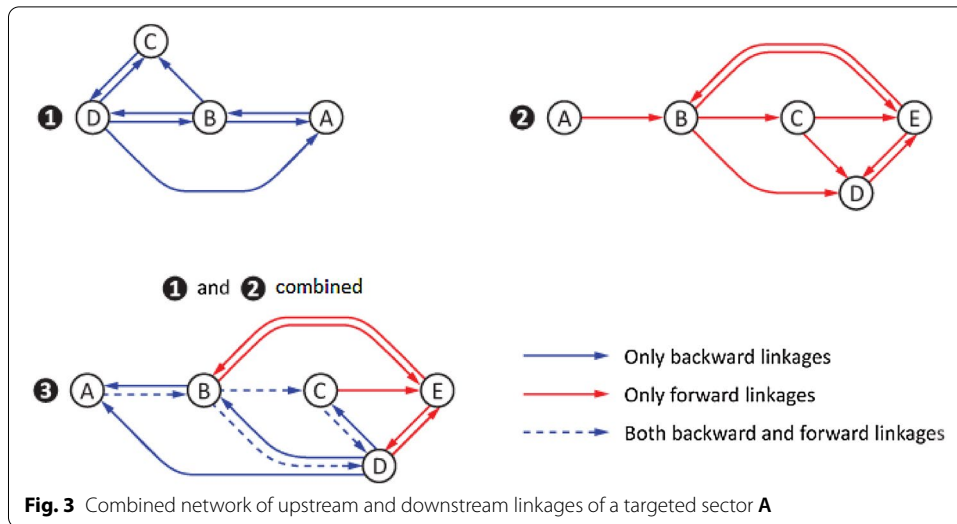 C
❶ D B A
❷ A B C E
D
❶ and ❷ combined
❸ A B C E
D
Only backward linkages
Only forward linkages
Both backward and forward linkages
Fig. 3 Combined network of upstream and downstream linkages of a targeted sector A